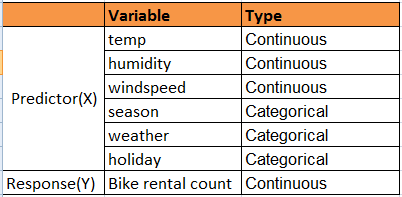 Variable Type
temp Continuous
humidity Continuous
Predictor(X) windspeed Continuous
season Categorical
weather Categorical
holiday Categorical
Response(Y) Bike rental count Continuous